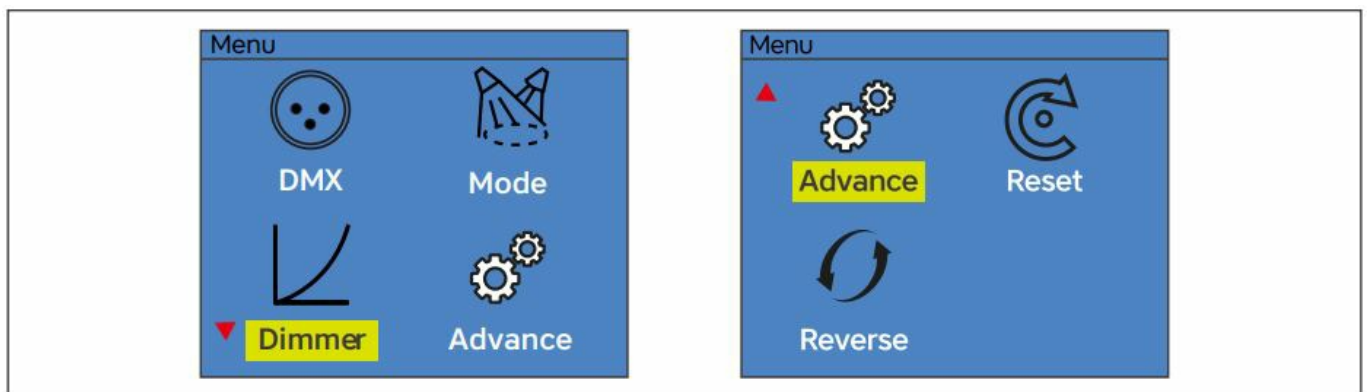 Menu
DMX Mode
Dimmer Advance
Menu
Advance Reset
Reverse